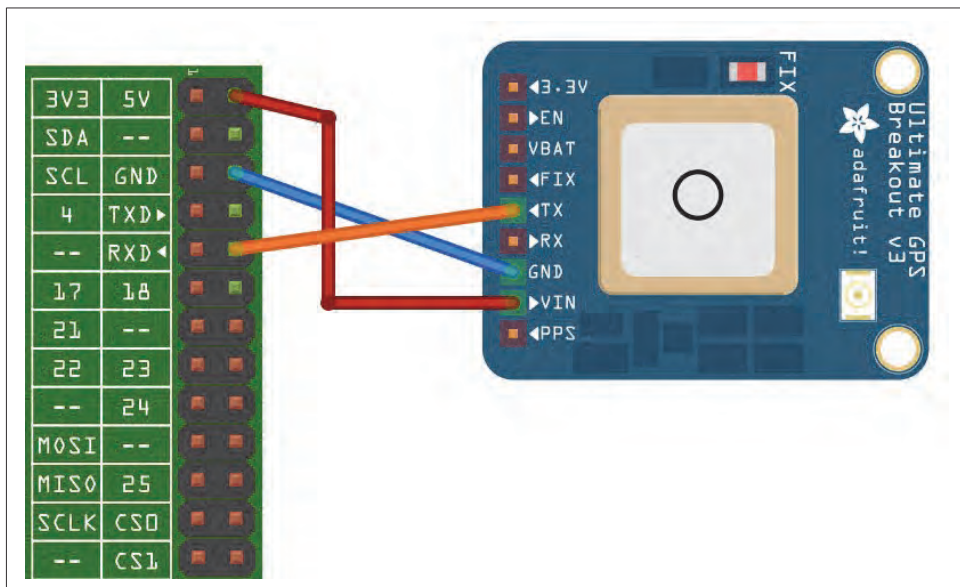 3V3 5V
SDA --
SCL GND
4 TXD▸
-- RXD◂
17 18
21 --
22 23
-- 24
MOSI --
MISO 25
SCLK CS0
-- CS1
1
◀3.3V
▶EN
VBAT
◀FIX
◀TX
▶RX
GND
▶VIN
◀PPS
FIX
adafruit!
Ultimate GPS
Breakout v3